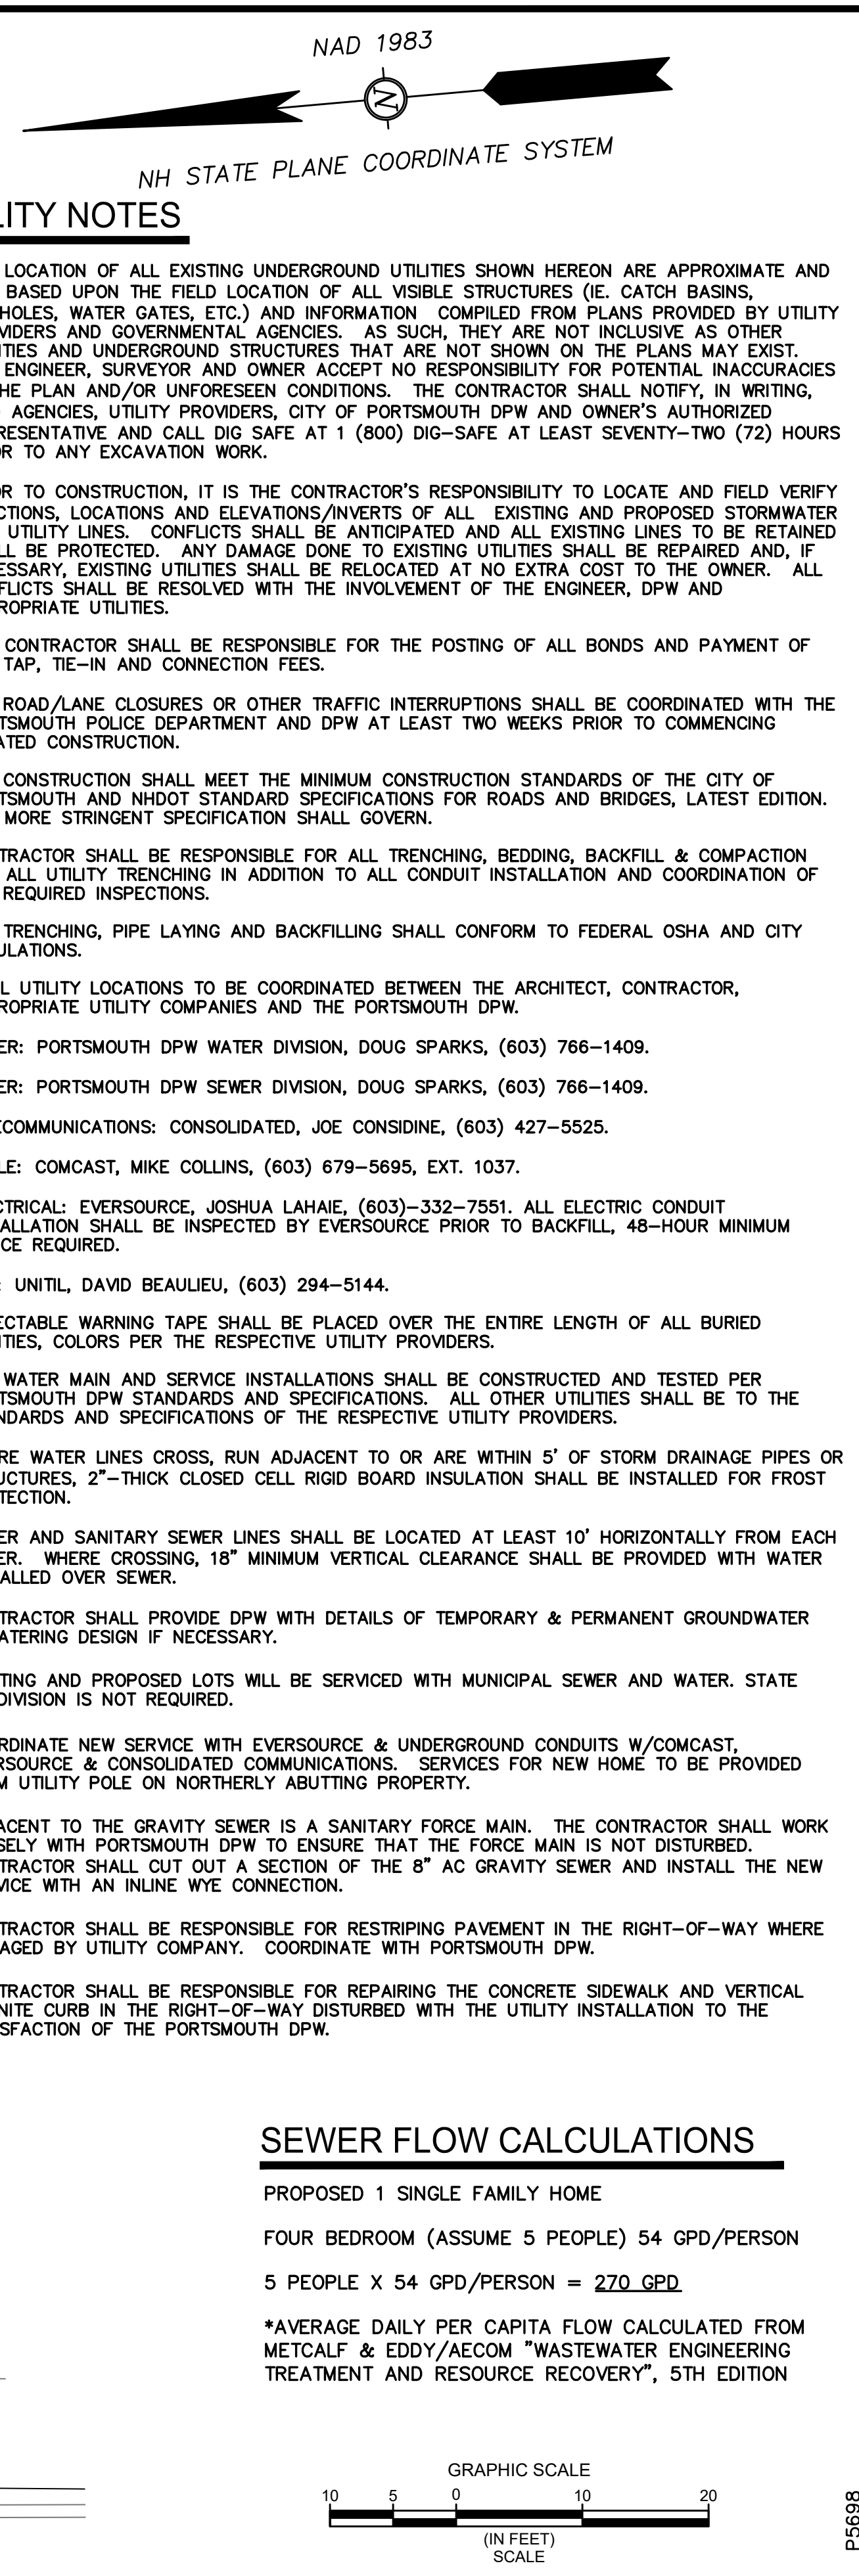 NAD 1983
N
NH STATE PLANE COORDINATE SYSTEM
LITY NOTES
LOCATION OF ALL EXISTING UNDERGROUND UTILITIES SHOWN HEREON ARE APPROXIMATE AND
BASED UPON THE FIELD LOCATION OF ALL VISIBLE STRUCTURES (IE. CATCH BASINS,
HOLES, WATER GATES, ETC.) AND INFORMATION COMPILED FROM PLANS PROVIDED BY UTILITY
VIDERS AND GOVERNMENTAL AGENCIES. AS SUCH, THEY ARE NOT INCLUSIVE AS OTHER
ITIES AND UNDERGROUND STRUCTURES THAT ARE NOT SHOWN ON THE PLANS MAY EXIST.
ENGINEER, SURVEYOR AND OWNER ACCEPT NO RESPONSIBILITY FOR POTENTIAL INACCURACIES
HE PLAN AND/OR UNFORESEEN CONDITIONS. THE CONTRACTOR SHALL NOTIFY, IN WRITING,
AGENCIES, UTILITY PROVIDERS, CITY OF PORTSMOUTH DPW AND OWNER'S AUTHORIZED
RESENTATIVE AND CALL DIG SAFE AT 1 (800) DIG-SAFE AT LEAST SEVENTY-TWO (72) HOURS
OR TO ANY EXCAVATION WORK.
OR TO CONSTRUCTION, IT IS THE CONTRACTOR'S RESPONSIBILITY TO LOCATE AND FIELD VERIFY
CTIONS, LOCATIONS AND ELEVATIONS/INVERTS OF ALL EXISTING AND PROPOSED STORMWATER
UTILITY LINES. CONFLICTS SHALL BE ANTICIPATED AND ALL EXISTING LINES TO BE RETAINED
LL BE PROTECTED. ANY DAMAGE DONE TO EXISTING UTILITIES SHALL BE REPAIRED AND, IF
ESSARY, EXISTING UTILITIES SHALL BE RELOCATED AT NO EXTRA COST TO THE OWNER. ALL
FLICTS SHALL BE RESOLVED WITH THE INVOLVEMENT OF THE ENGINEER, DPW AND
ROPRIATE UTILITIES.
CONTRACTOR SHALL BE RESPONSIBLE FOR THE POSTING OF ALL BONDS AND PAYMENT OF
TAP, TIE-IN AND CONNECTION FEES.
ROAD/LANE CLOSURES OR OTHER TRAFFIC INTERRUPTIONS SHALL BE COORDINATED WITH THE
TSMOUTH POLICE DEPARTMENT AND DPW AT LEAST TWO WEEKS PRIOR TO COMMENCING
ATED CONSTRUCTION.
CONSTRUCTION SHALL MEET THE MINIMUM CONSTRUCTION STANDARDS OF THE CITY OF
TSMOUTH AND NHDOT STANDARD SPECIFICATIONS FOR ROADS AND BRIDGES, LATEST EDITION.
MORE STRINGENT SPECIFICATION SHALL GOVERN.
TRACTOR SHALL BE RESPONSIBLE FOR ALL TRENCHING, BEDDING, BACKFILL & COMPACTION
ALL UTILITY TRENCHING IN ADDITION TO ALL CONDUIT INSTALLATION AND COORDINATION OF
REQUIRED INSPECTIONS.
TRENCHING, PIPE LAYING AND BACKFILLING SHALL CONFORM TO FEDERAL OSHA AND CITY
ULATIONS.
L UTILITY LOCATIONS TO BE COORDINATED BETWEEN THE ARCHITECT, CONTRACTOR,
ROPRIATE UTILITY COMPANIES AND THE PORTSMOUTH DPW.
ER: PORTSMOUTH DPW WATER DIVISION, DOUG SPARKS, (603) 766-1409.
ER: PORTSMOUTH DPW SEWER DIVISION, DOUG SPARKS, (603) 766-1409.
ECOMMUNICATIONS: CONSOLIDATED, JOE CONSIDINE, (603) 427-5525.
LE: COMCAST, MIKE COLLINS, (603) 679-5695, EXT. 1037.
CTRICAL: EVERSOURCE, JOSHUA LAHAIE, (603)-332-7551. ALL ELECTRIC CONDUIT
ALLATION SHALL BE INSPECTED BY EVERSOURCE PRIOR TO BACKFILL, 48-HOUR MINIMUM
CE REQUIRED.
: UNITIL, DAVID BEAULIEU, (603) 294-5144.
ECTABLE WARNING TAPE SHALL BE PLACED OVER THE ENTIRE LENGTH OF ALL BURIED
ITIES, COLORS PER THE RESPECTIVE UTILITY PROVIDERS.
WATER MAIN AND SERVICE INSTALLATIONS SHALL BE CONSTRUCTED AND TESTED PER
TSMOUTH DPW STANDARDS AND SPECIFICATIONS. ALL OTHER UTILITIES SHALL BE TO THE
NDARDS AND SPECIFICATIONS OF THE RESPECTIVE UTILITY PROVIDERS.
RE WATER LINES CROSS, RUN ADJACENT TO OR ARE WITHIN 5' OF STORM DRAINAGE PIPES OR
UCTURES, 2"-THICK CLOSED CELL RIGID BOARD INSULATION SHALL BE INSTALLED FOR FROST
TECTION.
ER AND SANITARY SEWER LINES SHALL BE LOCATED AT LEAST 10' HORIZONTALLY FROM EACH
ER. WHERE CROSSING, 18" MINIMUM VERTICAL CLEARANCE SHALL BE PROVIDED WITH WATER
ALLED OVER SEWER.
TRACTOR SHALL PROVIDE DPW WITH DETAILS OF TEMPORARY & PERMANENT GROUNDWATER
ATERING DESIGN IF NECESSARY.
TING AND PROPOSED LOTS WILL BE SERVICED WITH MUNICIPAL SEWER AND WATER. STATE
DIVISION IS NOT REQUIRED.
RDINATE NEW SERVICE WITH EVERSOURCE & UNDERGROUND CONDUITS W/COMCAST,
RSOURCE & CONSOLIDATED COMMUNICATIONS. SERVICES FOR NEW HOME TO BE PROVIDED
M UTILITY POLE ON NORTHERLY ABUTTING PROPERTY.
ACENT TO THE GRAVITY SEWER IS A SANITARY FORCE MAIN. THE CONTRACTOR SHALL WORK
SELY WITH PORTSMOUTH DPW TO ENSURE THAT THE FORCE MAIN IS NOT DISTURBED.
TRACTOR SHALL CUT OUT A SECTION OF THE 8" AC GRAVITY SEWER AND INSTALL THE NEW
VICE WITH AN INLINE WYE CONNECTION.
TRACTOR SHALL BE RESPONSIBLE FOR RESTRIPING PAVEMENT IN THE RIGHT-OF-WAY WHERE
AGED BY UTILITY COMPANY. COORDINATE WITH PORTSMOUTH DPW.
TRACTOR SHALL BE RESPONSIBLE FOR REPAIRING THE CONCRETE SIDEWALK AND VERTICAL
NITE CURB IN THE RIGHT-OF-WAY DISTURBED WITH THE UTILITY INSTALLATION TO THE
SFACTION OF THE PORTSMOUTH DPW.
SEWER FLOW CALCULATIONS
PROPOSED 1 SINGLE FAMILY HOME
FOUR BEDROOM (ASSUME 5 PEOPLE) 54 GPD/PERSON
5 PEOPLE X 54 GPD/PERSON = 270 GPD
*AVERAGE DAILY PER CAPITA FLOW CALCULATED FROM
METCALF & EDDY/AECOM "WASTEWATER ENGINEERING
TREATMENT AND RESOURCE RECOVERY", 5TH EDITION
GRAPHIC SCALE
10 5 0 10 20
(IN FEET)
SCALE
P5698